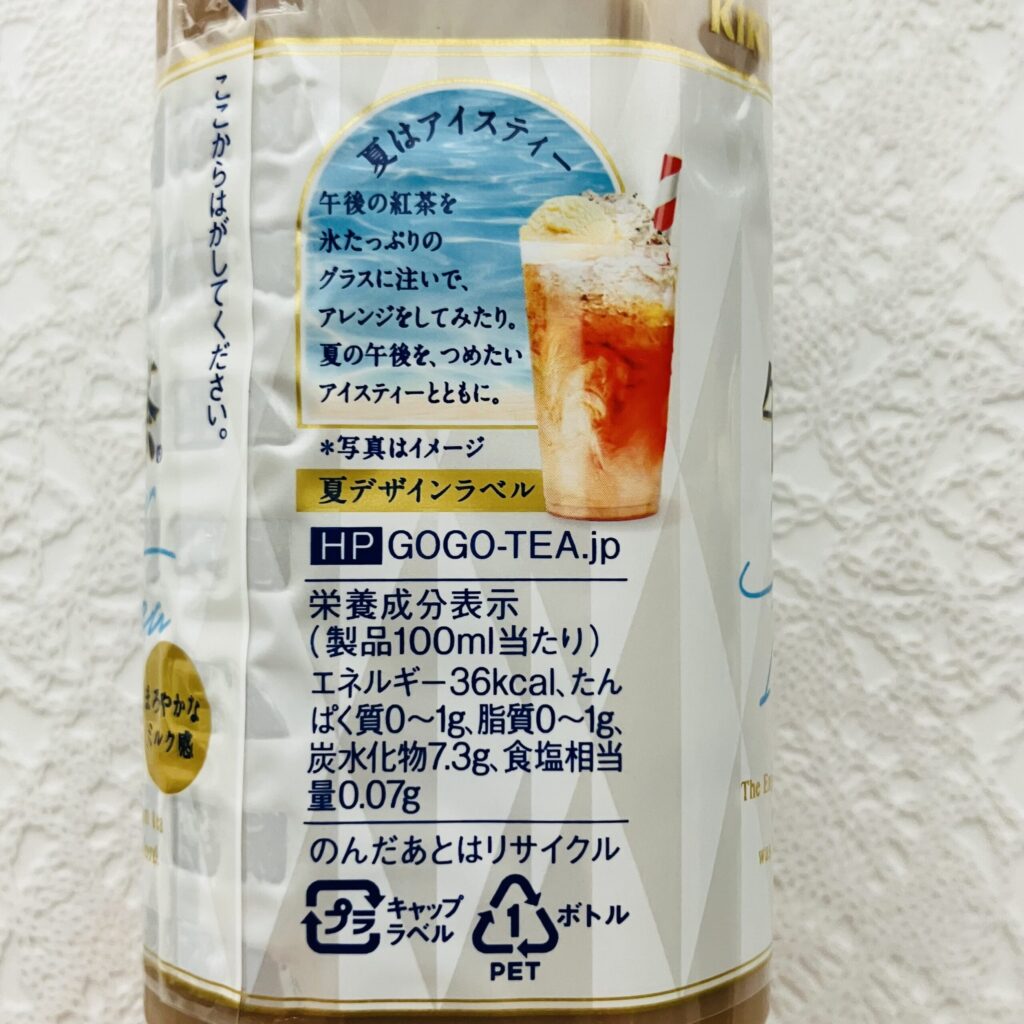 KIR
ここからはがしてください。
夏はアイスティー
午後の紅茶を
氷たっぷりの
グラスに注いで、
アレンジをしてみたり。
夏の午後を、つめたい
アイスティーとともに。
*写真はイメージ
夏デザインラベル
HP GOGO-TEA.jp
栄養成分表示
(製品100ml当たり)
エネルギー36kcal、たん
ぱく質0〜1g、脂質0〜1g、
炭水化物7.3g、食塩相当
量0.07g
のんだあとはリサイクル
プラ キャップ
ラベル
1 ボトル
PET
まろやかな
ミルク感
The